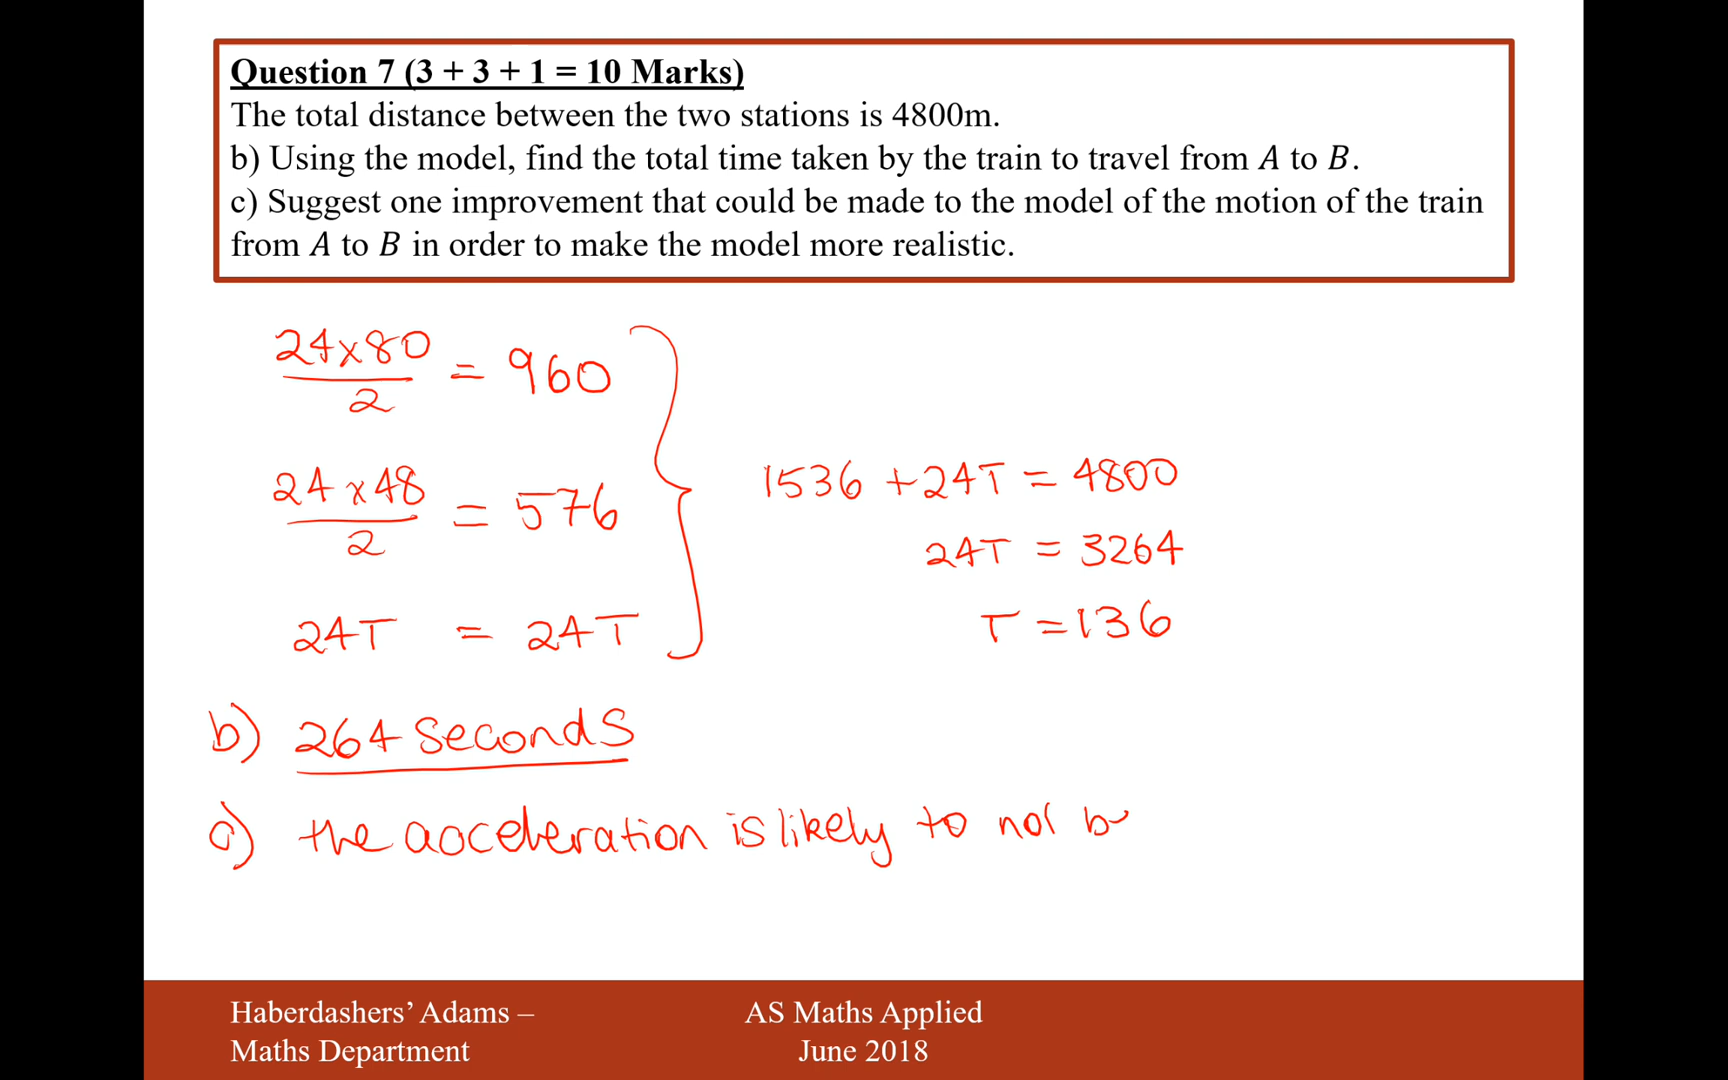 Question 7 (3 + 3 + 1 = 10 Marks)
The total distance between the two stations is 4800m.
b) Using the model, find the total time taken by the train to travel from A to B.
c) Suggest one improvement that could be made to the model of the motion of the train
from A to B in order to make the model more realistic.
24x80
/2 = 960
24x48
/2 = 576
24T = 24T
1536 + 24T = 4800
24T = 3264
T = 136
b) 264 seconds
c) the acceleration is likely to not b
Haberdashers’ Adams –
Maths Department
AS Maths Applied
June 2018